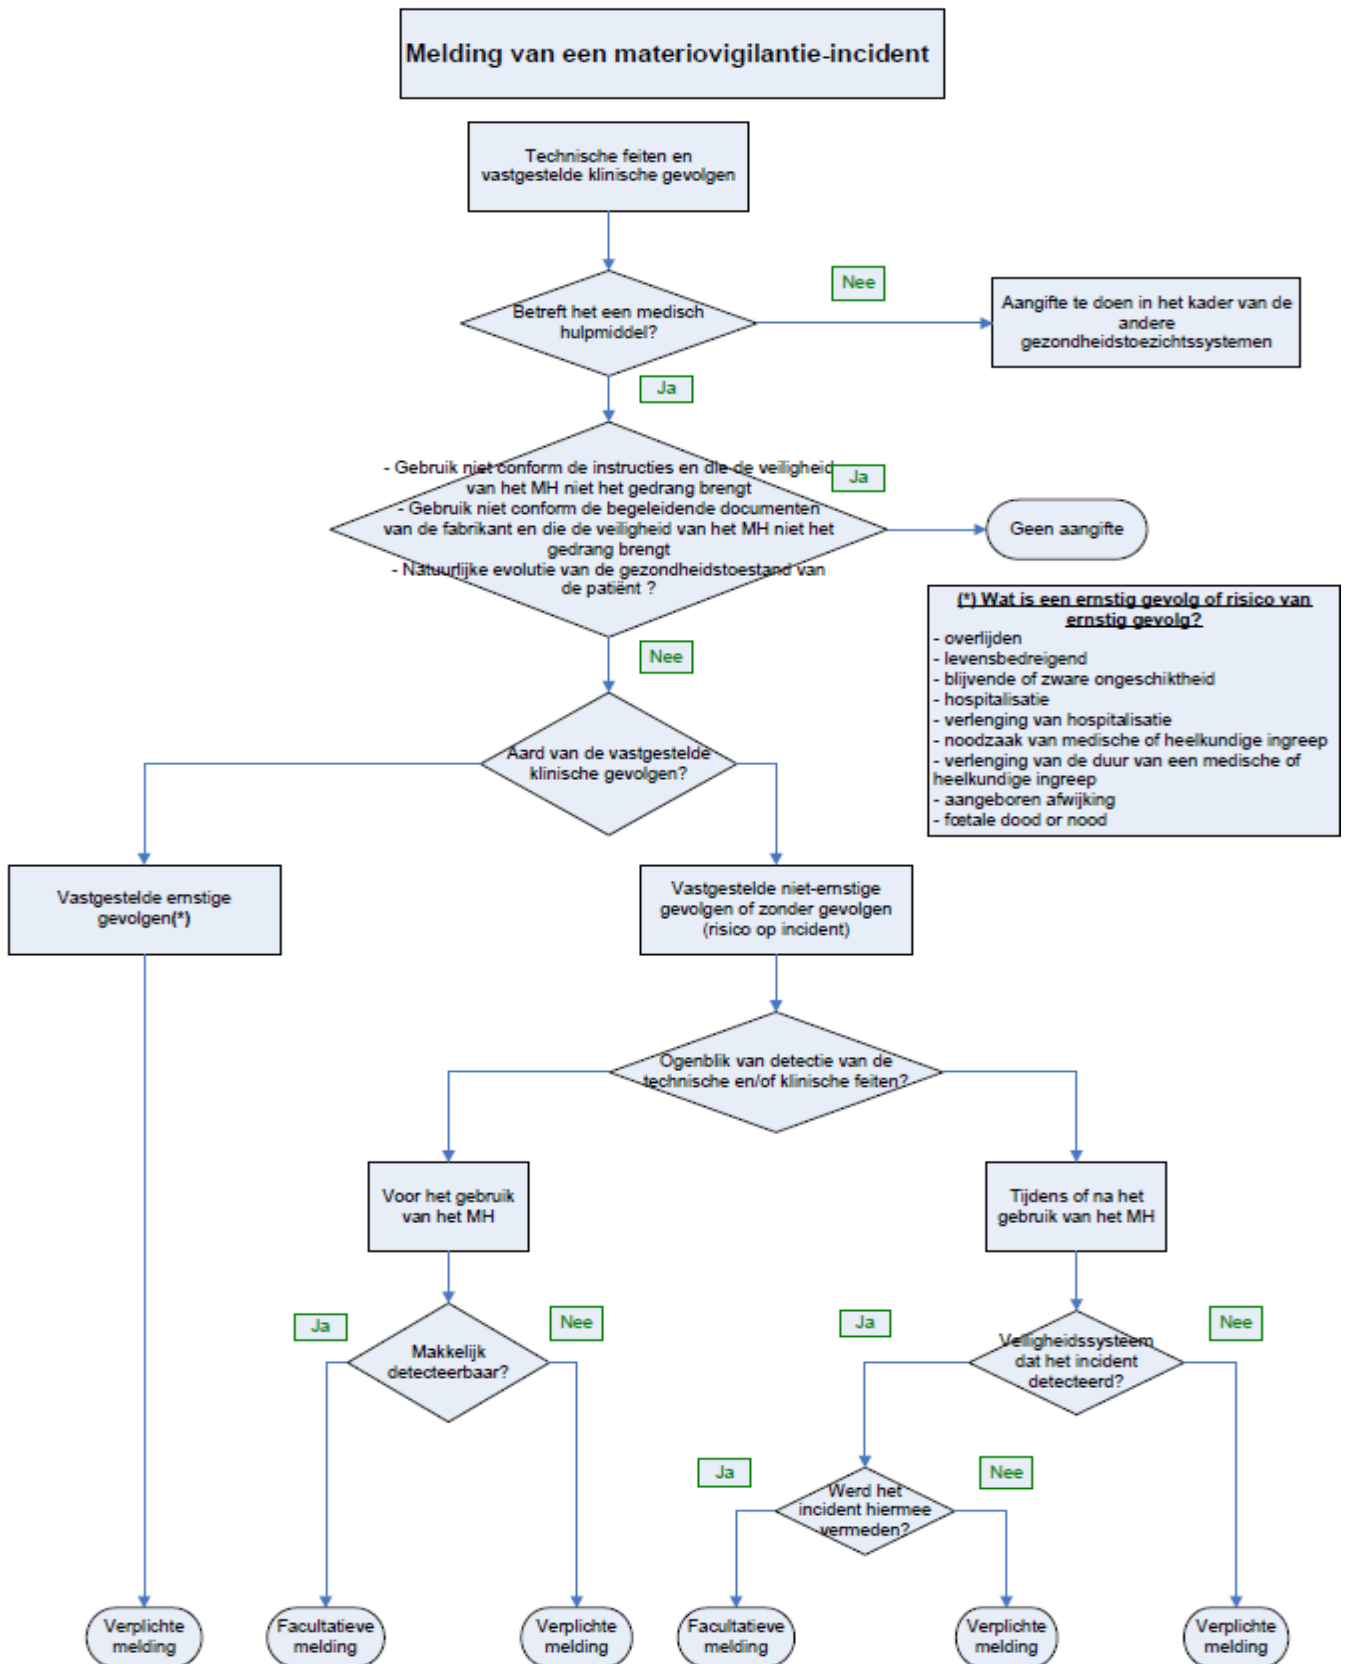 Melding van een materiovigilantie-incident
Technische feiten en
vastgestelde klinische gevolgen
Betreft het een medisch
hulpmiddel?
Nee
Aangifte te doen in het kader van de
andere
gezondheidstoezichtssystemen
Ja
- Gebruik niet conform de instructies en die de veiligheid
van het MH niet het gedrang brengt
- Gebruik niet conform de begeleidende documenten
van de fabrikant en die de veiligheid van het MH niet het
gedrang brengt
- Natuurlijke evolutie van de gezondheidstoestand van
de patiënt ?
Ja
Geen aangifte
Nee
(*) Wat is een ernstig gevolg of risico van
ernstig gevolg?
- overlijden
- levensbedreigend
- blijvende of zware ongeschiktheid
- hospitalisatie
- verlenging van hospitalisatie
- noodzaak van medische of heelkundige ingreep
- verlenging van de duur van een medische of
heelkundige ingreep
- aangeboren afwijking
- fœtale dood or nood
Aard van de vastgestelde
klinische gevolgen?
Vastgestelde ernstige
gevolgen(*)
Vastgestelde niet-ernstige
gevolgen of zonder gevolgen
(risico op incident)
Ogenblik van detectie van de
technische en/of klinische feiten?
Voor het gebruik
van het MH
Tijdens of na het
gebruik van het MH
Ja
Makkelijk
detecteerbaar?
Nee
Ja
Veiligheidssysteem
dat het incident
detecteerd?
Nee
Ja
Werd het
incident hiermee
vermeden?
Nee
Verplichte
melding
Facultatieve
melding
Verplichte
melding
Facultatieve
melding
Verplichte
melding
Verplichte
melding